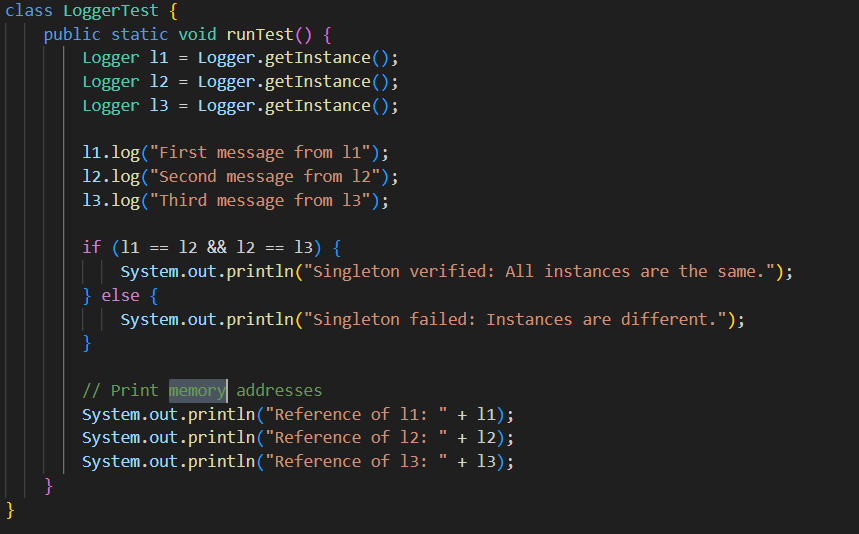 class LoggerTest {
    public static void runTest() {
        Logger l1 = Logger.getInstance();
        Logger l2 = Logger.getInstance();
        Logger l3 = Logger.getInstance();

        l1.log("First message from l1");
        l2.log("Second message from l2");
        l3.log("Third message from l3");

        if (l1 == l2 && l2 == l3) {
            System.out.println("Singleton verified: All instances are the same.");
        } else {
            System.out.println("Singleton failed: Instances are different.");
        }

        // Print memory addresses
        System.out.println("Reference of l1: " + l1);
        System.out.println("Reference of l2: " + l2);
        System.out.println("Reference of l3: " + l3);
    }
}